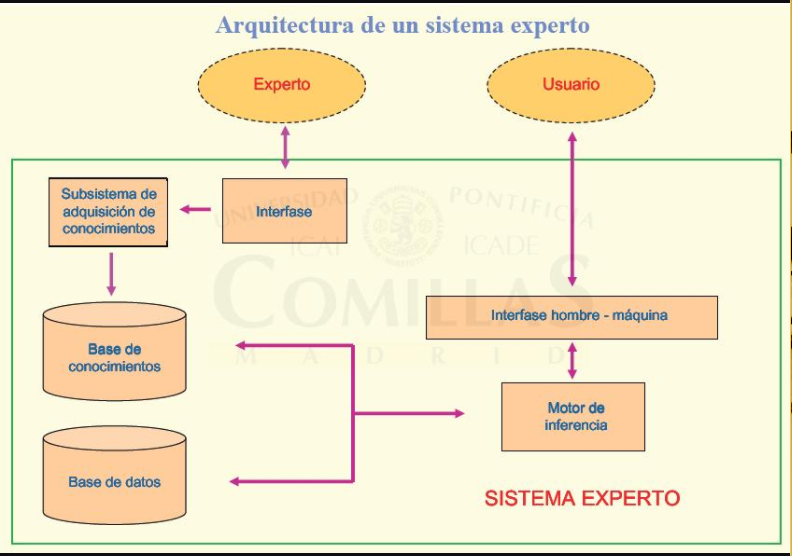 Arquitectura de un sistema experto
Experto
Usuario
Subsistema de
adquisición de
conocimientos
Interfase
UNIVERSIDAD PONTIFICIA
ICAI ICADE
COMILLAS
M A D R I D
Interfase hombre - máquina
Base de
conocimientos
Motor de
inferencia
Base de datos
SISTEMA EXPERTO